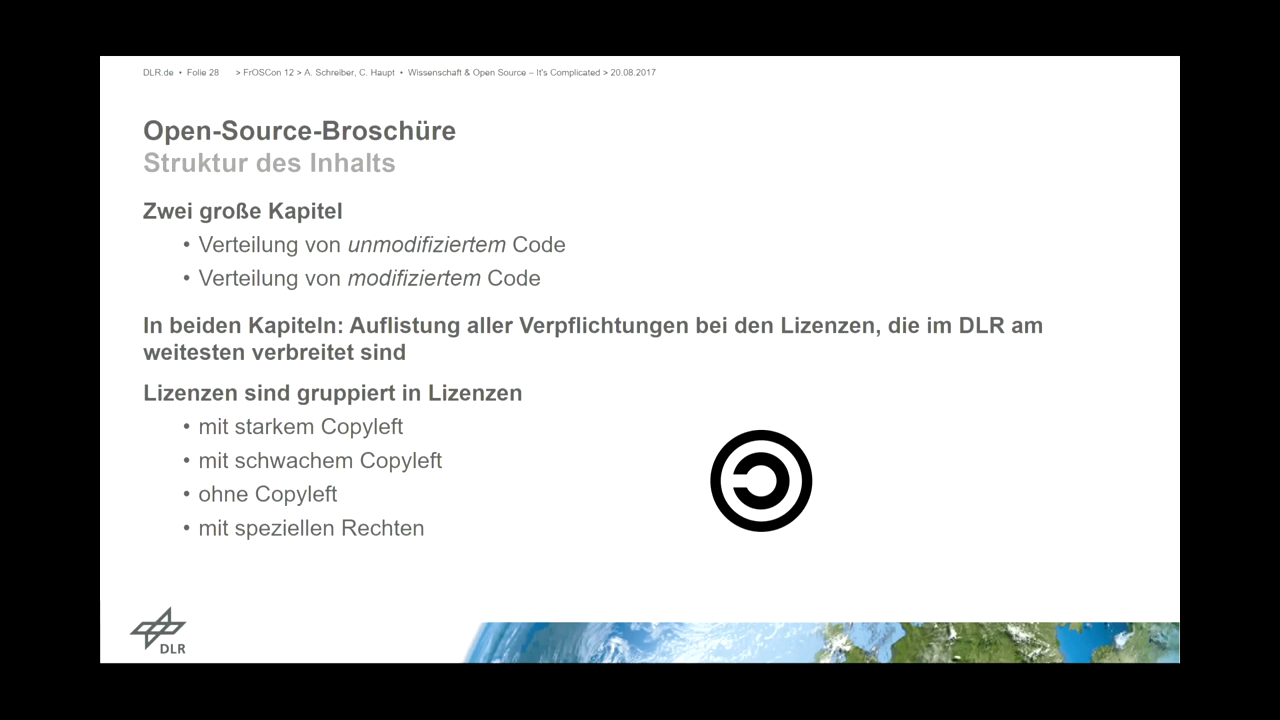 DLR.de • Folie 28 > FrOSCon 12 > A. Schreiber, C. Haupt • Wissenschaft & Open Source – It's Complicated > 20.08.2017
Open-Source-Broschüre
Struktur des Inhalts
Zwei große Kapitel
• Verteilung von unmodifiziertem Code
• Verteilung von modifiziertem Code
In beiden Kapiteln: Auflistung aller Verpflichtungen bei den Lizenzen, die im DLR am
weitesten verbreitet sind
Lizenzen sind gruppiert in Lizenzen
• mit starkem Copyleft
• mit schwachem Copyleft
• ohne Copyleft
• mit speziellen Rechten
DLR